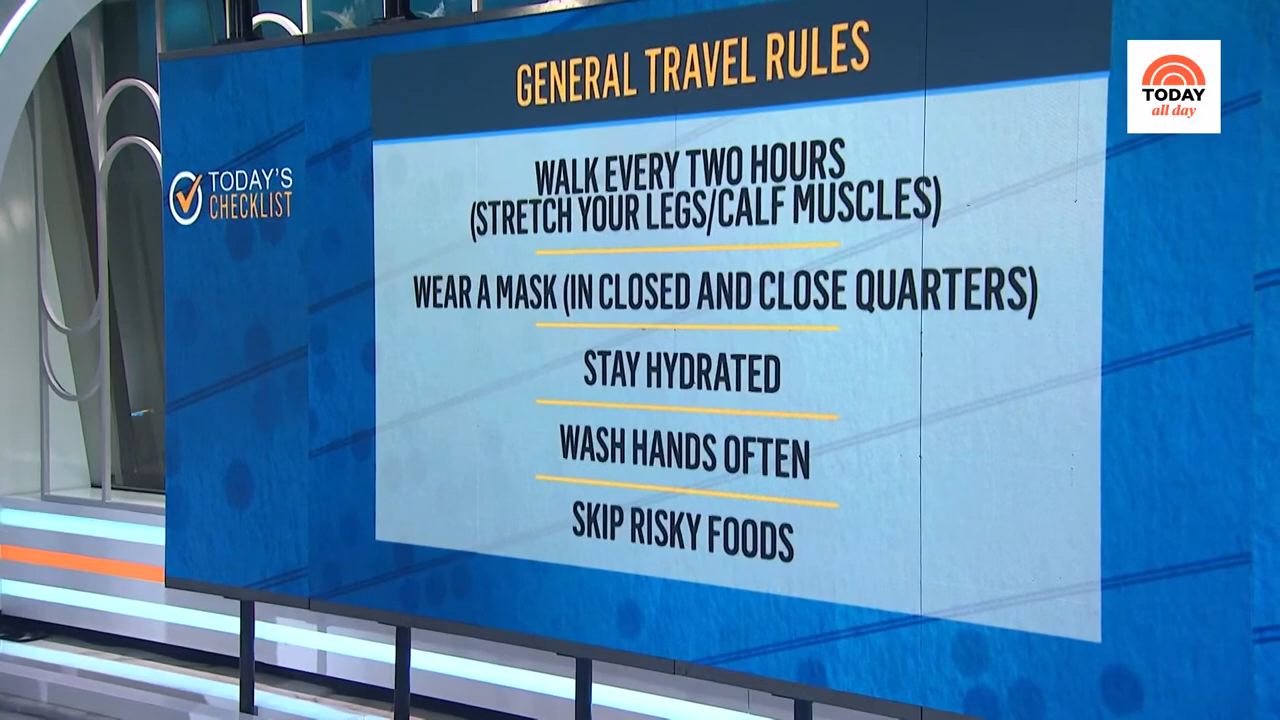 GENERAL TRAVEL RULES
TODAY
all day
WALK EVERY TWO HOURS
(STRETCH YOUR LEGS/CALF MUSCLES)
TODAY'S
CHECKLIST
WEAR A MASK (IN CLOSED AND CLOSE QUARTERS)
STAY HYDRATED
WASH HANDS OFTEN
SKIP RISKY FOODS